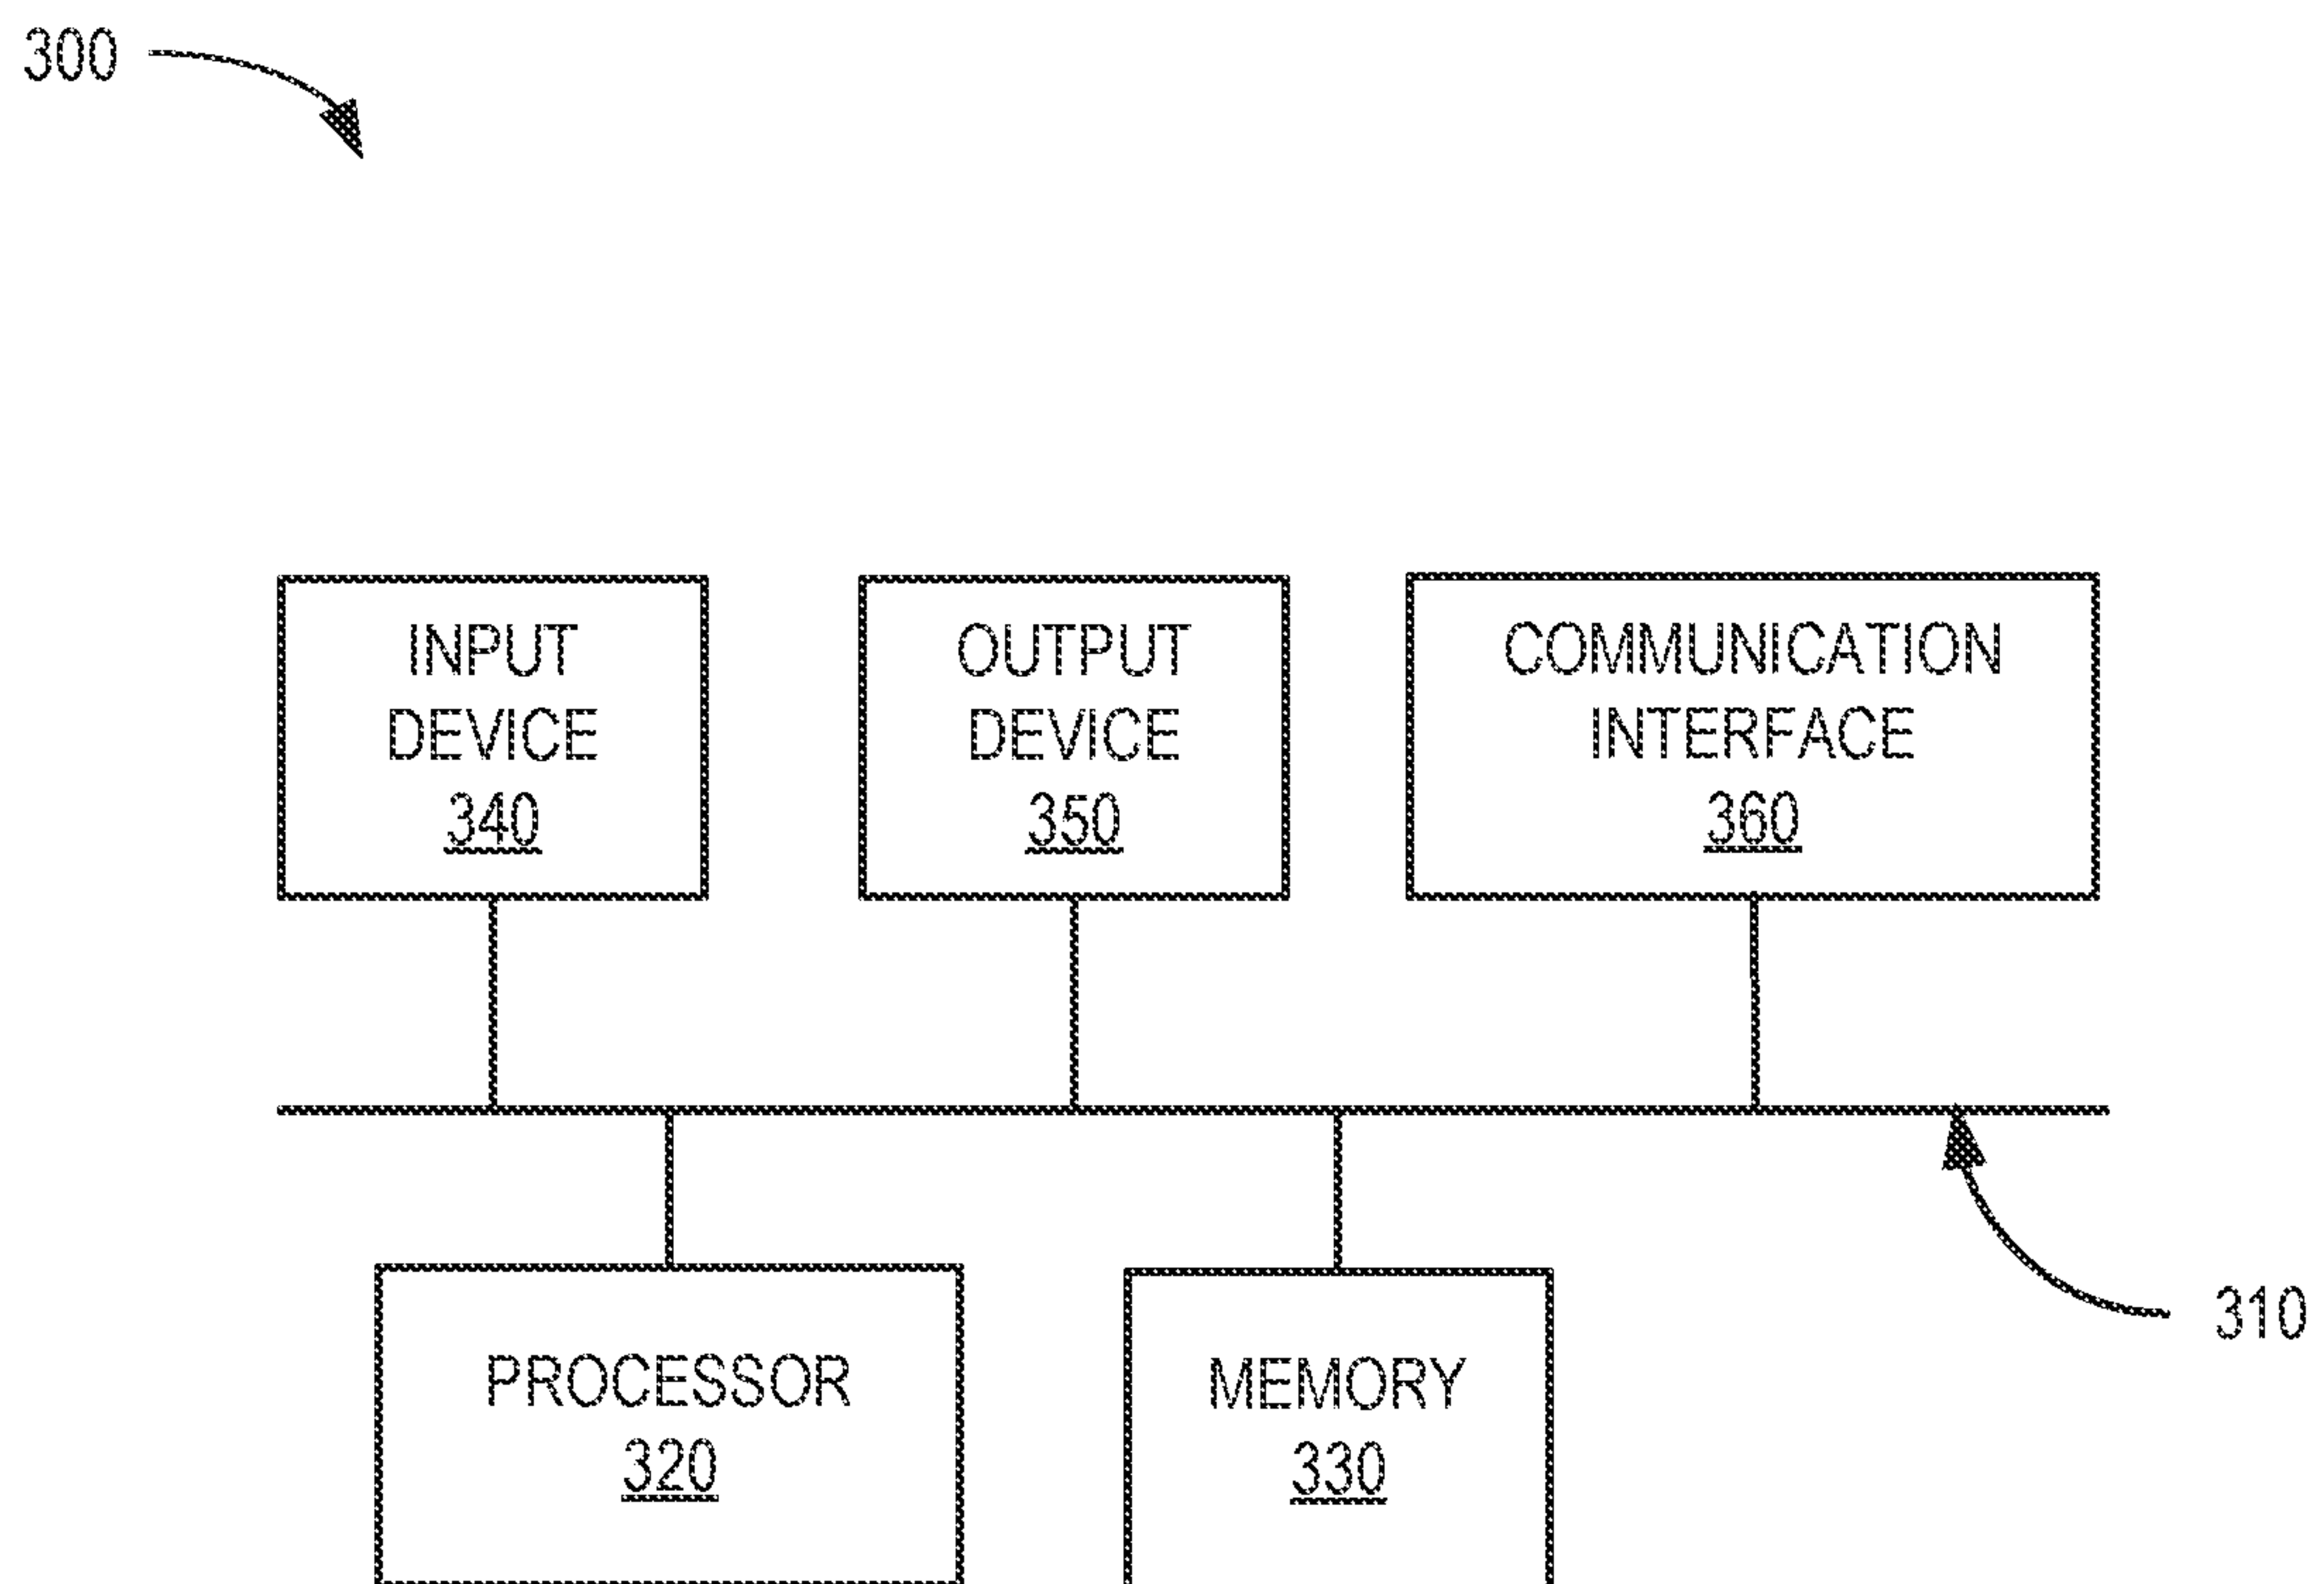 300
INPUT
DEVICE
340
OUTPUT
DEVICE
350
COMMUNICATION
INTERFACE
360
310
PROCESSOR
320
MEMORY
330